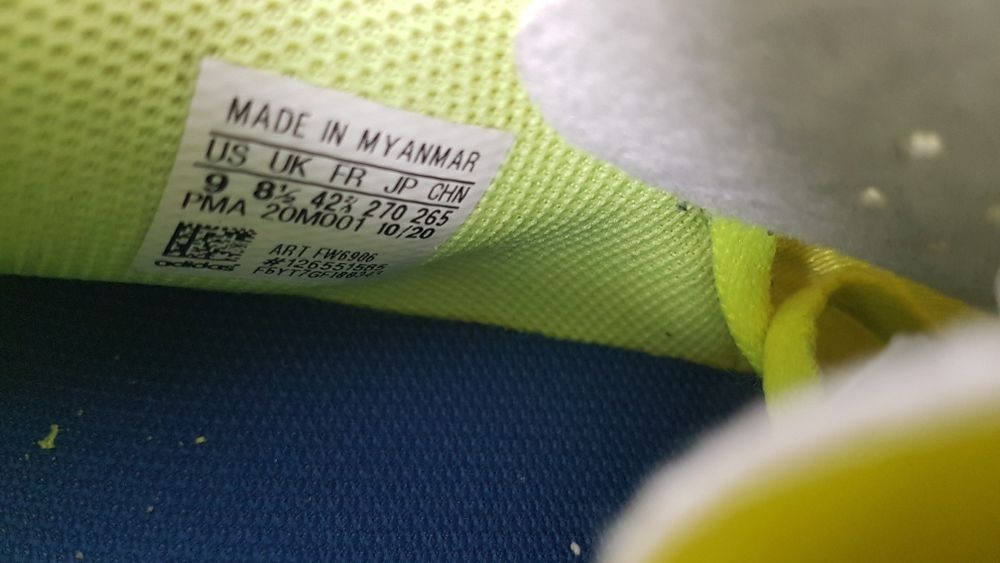 MADE IN MYANMAR
US UK FR JP CHN
9 8½ 42⅔ 270 265
PMA 20M001 10/20
ART FW6906
#126551585
adidas